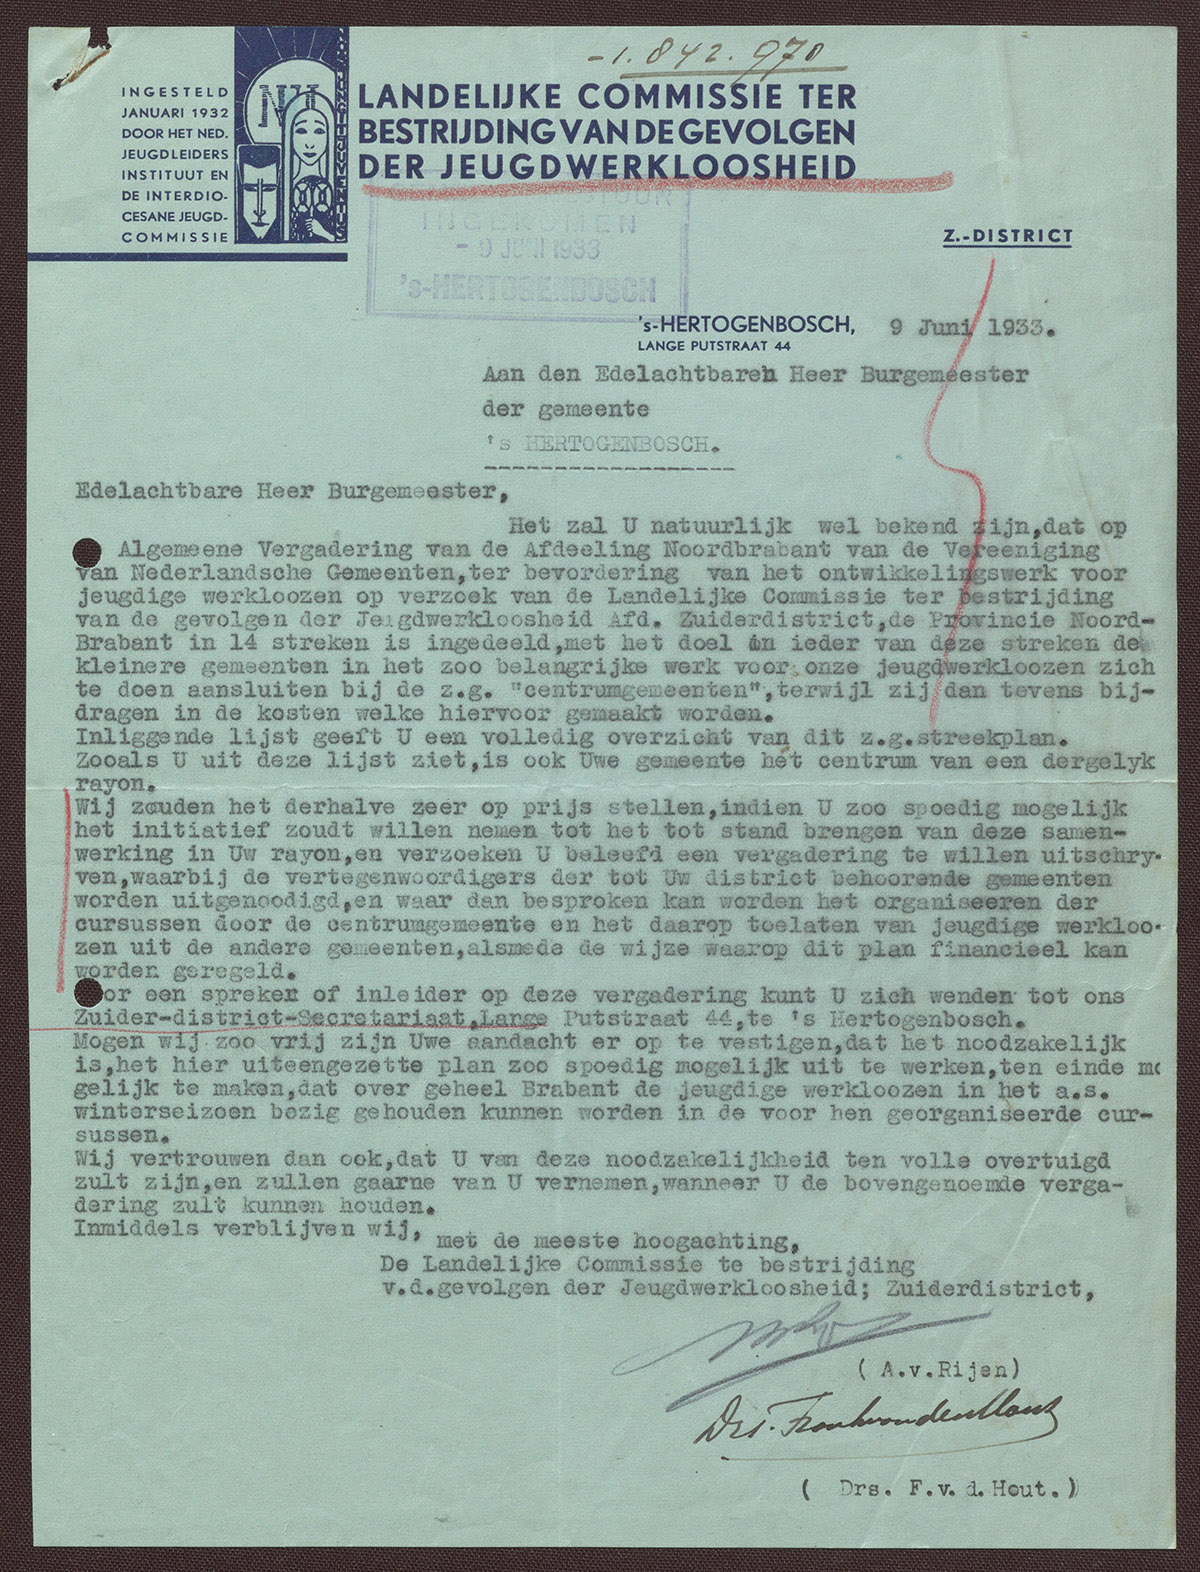 -1.842.970
INGESTELD
JANUARI 1932
DOOR HET NED.
JEUGDLEIDERS
INSTITUUT EN
DE INTERDIO-
CESANE JEUGD-
COMMISSIE
LANDELIJKE COMMISSIE TER
BESTRIJDING VAN DE GEVOLGEN
DER JEUGDWERKLOOSHEID
INGEKOMEN
- 9 JUNI 1933
's-HERTOGENBOSCH
Z.-DISTRICT
's-HERTOGENBOSCH, 9 Juni 1933.
LANGE PUTSTRAAT 44
Aan den Edelachtbaren Heer Burgemeester
der gemeente
's HERTOGENBOSCH.
Edelachtbare Heer Burgemeester,
Het zal U natuurlijk wel bekend zijn,dat op
Algemeene Vergadering van de Afdeeling Noordbrabant van de Vereeniging
van Nederlandsche Gemeenten,ter bevordering van het ontwikkelingswerk voor
jeugdige werkloozen op verzoek van de Landelijke Commissie ter bestrijding
van de gevolgen der Jeugdwerkloosheid Afd. Zuiderdistrict,de Provincie Noord-
Brabant in 14 streken is ingedeeld,met het doel in ieder van deze streken de
kleinere gemeenten in het zoo belangrijke werk voor onze jeugdwerkloozen zich
te doen aansluiten bij de z.g. "centrumgemeenten",terwijl zij dan tevens bij-
dragen in de kosten welke hiervoor gemaakt worden.
Inliggende lijst geeft U een volledig overzicht van dit z.g.streekplan.
Zooals U uit deze lijst ziet,is ook Uwe gemeente het centrum van een dergelyk
rayon.
Wij zouden het derhalve zeer op prijs stellen,indien U zoo spoedig mogelijk
het initiatief zoudt willen nemen tot het tot stand brengen van deze samen-
werking in Uw rayon,en verzoeken U beleefd een vergadering te willen uitschry-
ven,waarbij de vertegenwoordigers der tot Uw district behoorende gemeenten
worden uitgenoodigd,en waar dan besproken kan worden het organiseeren der
cursussen door de centrumgemeente en het daarop toelaten van jeugdige werkloo-
zen uit de andere gemeenten,alsmede de wijze waarop dit plan financieel kan
worden geregeld.
oor een spreker of inleider op deze vergadering kunt U zich wenden tot ons
Zuider-district-Secretariaat,Lange Putstraat 44,te 's Hertogenbosch.
Mogen wij zoo vrij zijn Uwe aandacht er op te vestigen,dat het noodzakelijk
is,het hier uiteengezette plan zoo spoedig mogelijk uit te werken,ten einde mo
gelijk te maken,dat over geheel Brabant de jeugdige werkloozen in het a.s.
winterseizoen bezig gehouden kunnen worden in de voor hen georganiseerde cur-
sussen.
Wij vertrouwen dan ook,dat U van deze noodzakelijkheid ten volle overtuigd
zult zijn,en zullen gaarne van U vernemen,wanneer U de bovengenoemde verga-
dering zult kunnen houden.
Inmiddels verblijven wij,
met de meeste hoogachting,
De Landelijke Commissie te bestrijding
v.d.gevolgen der Jeugdwerkloosheid; Zuiderdistrict,
( A.v.Rijen)
Drs. Frankvandenhout
( Drs. F.v.d.Hout.)